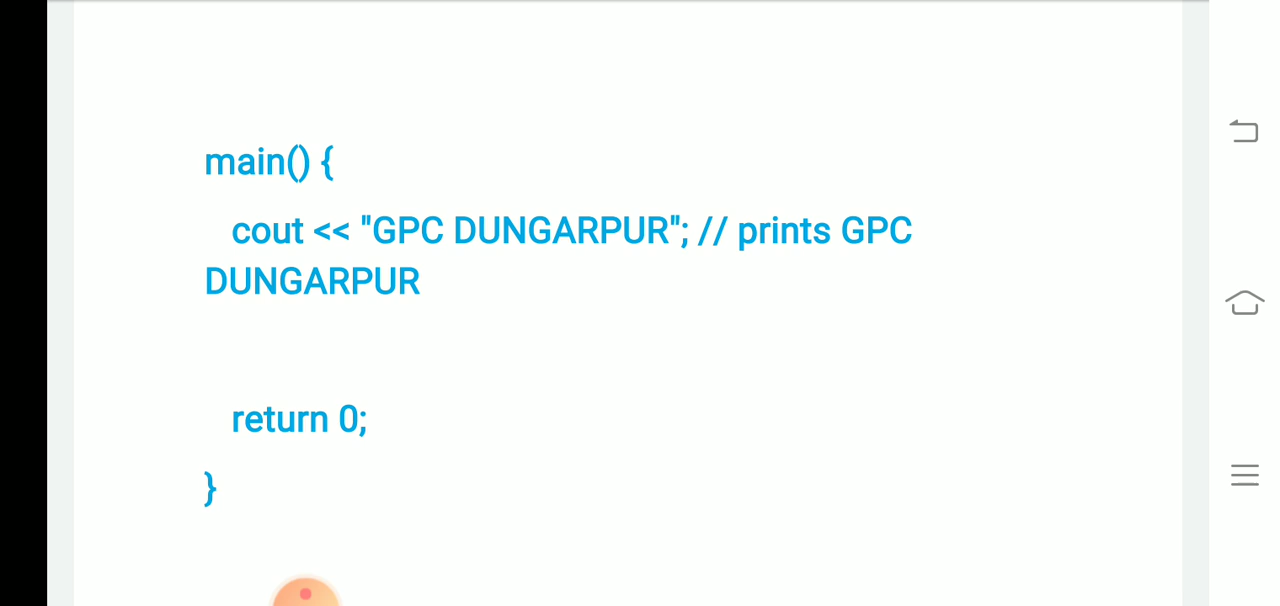 main() {
cout << "GPC DUNGARPUR"; // prints GPC
DUNGARPUR
return 0;
}